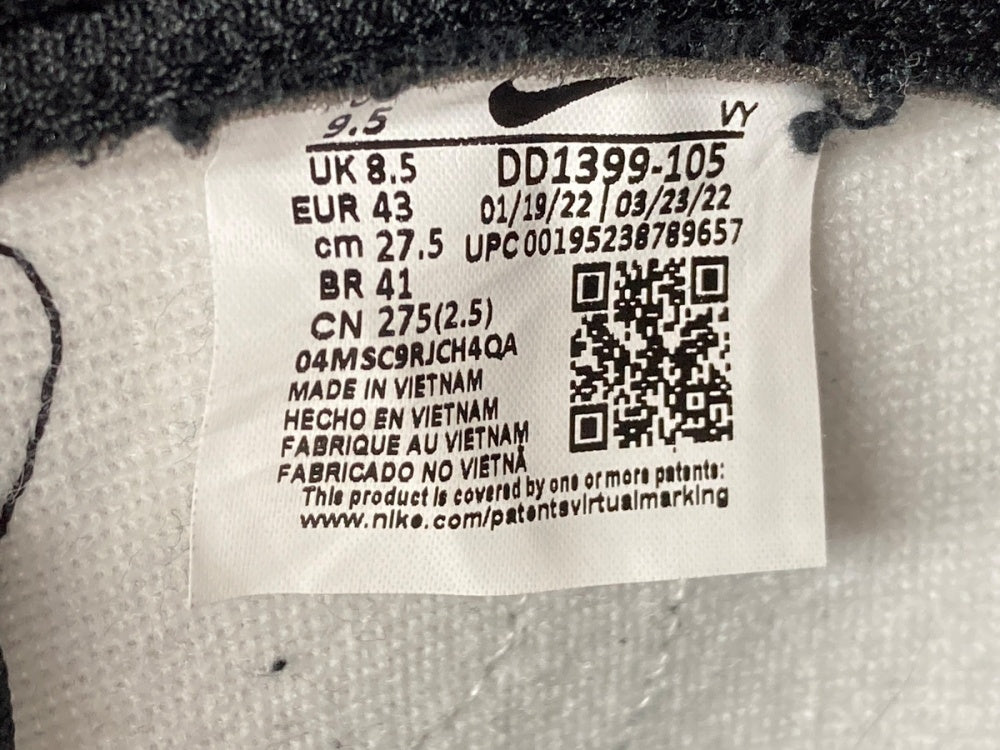 9.5 VY
UK 8.5 DD1399-105
EUR 43 01/19/22 | 03/23/22
cm 27.5 UPC00195238789657
BR 41
CN 275(2.5)
04MSC9RJCH4QA
MADE IN VIETNAM
HECHO EN VIETNAM
FABRIQUE AU VIETNAM
FABRICADO NO VIETNÃ
This product is covered by one or more patents:
www.nike.com/patentsvirtualmarking